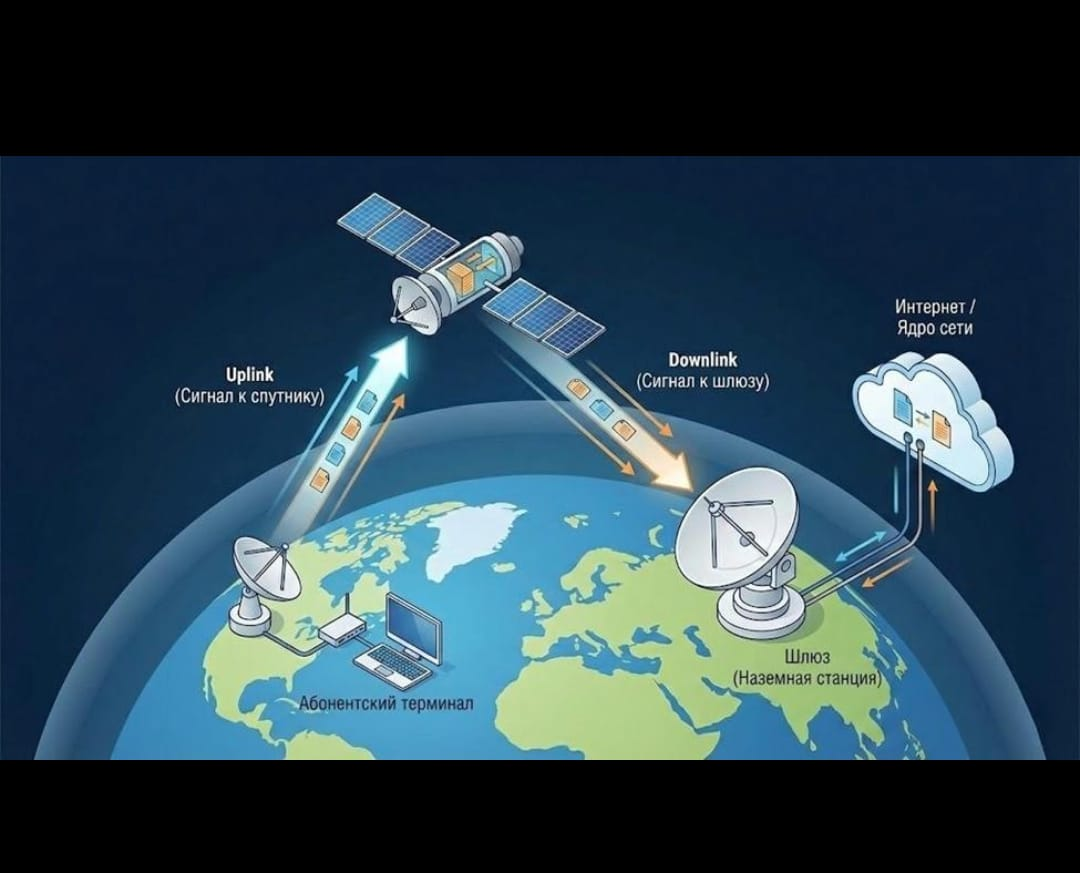 Интернет /
Ядро сети
Uplink
(Сигнал к спутнику)
Downlink
(Сигнал к шлюзу)
Шлюз
(Наземная станция)
Абонентский терминал